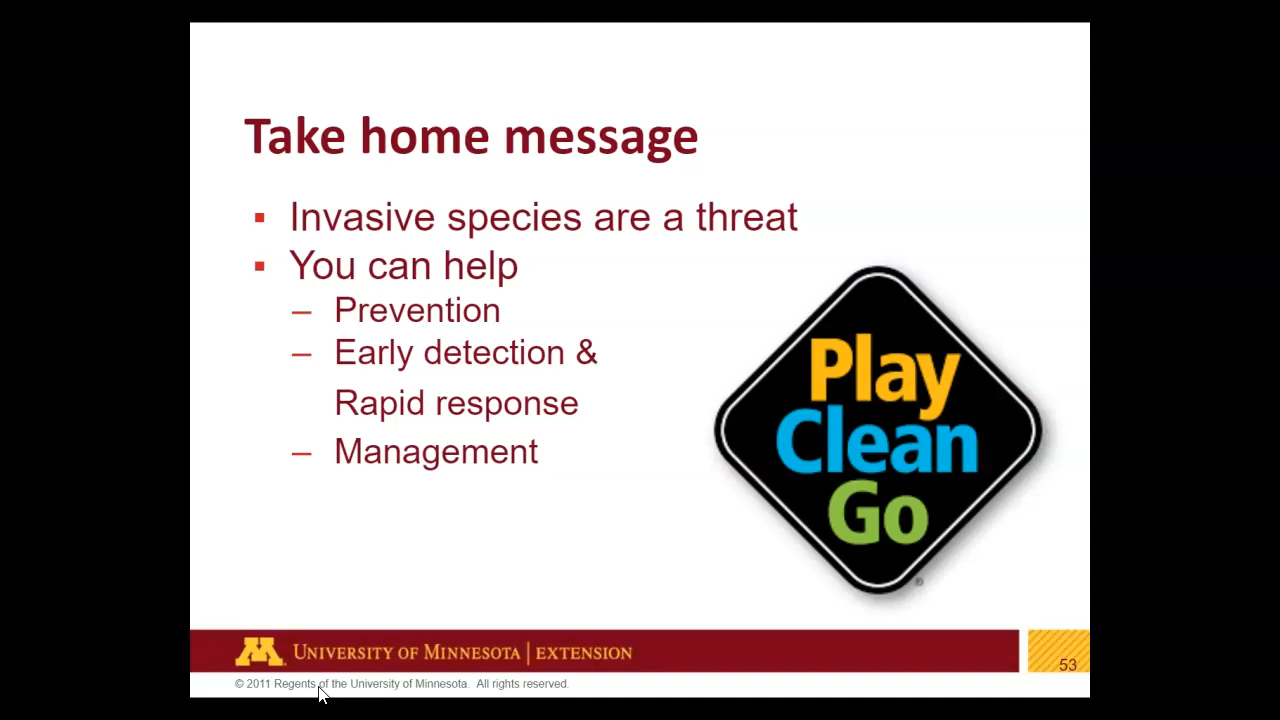 Take home message
▪ Invasive species are a threat
▪ You can help
– Prevention
– Early detection &
Rapid response
– Management
Play
Clean
Go
®
M UNIVERSITY OF MINNESOTA | EXTENSION
53
© 2011 Regents of the University of Minnesota. All rights reserved.